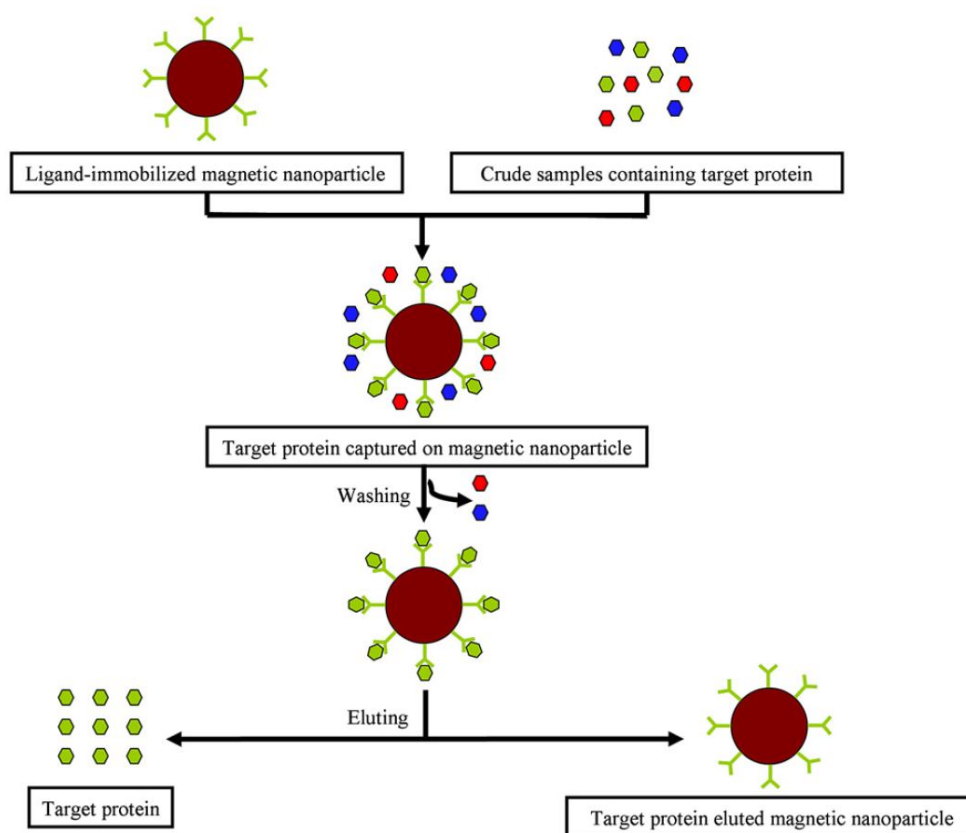 Ligand-immobilized magnetic nanoparticle
Crude samples containing target protein
Target protein captured on magnetic nanoparticle
Washing
Eluting
Target protein
Target protein eluted magnetic nanoparticle